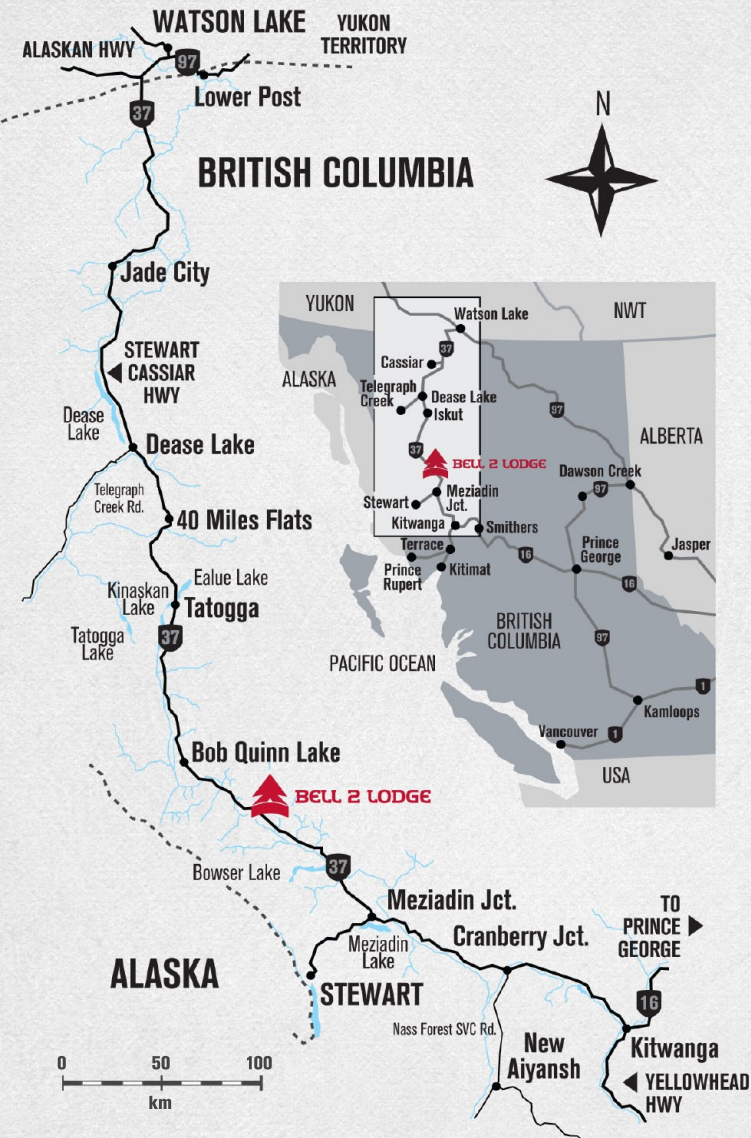 WATSON LAKE
YUKON
TERRITORY
ALASKAN HWY
97
Lower Post
37
N
BRITISH COLUMBIA
Jade City
STEWART
CASSIAR
HWY
Dease
Lake
Dease Lake
Telegraph
Creek Rd.
40 Miles Flats
Ealue Lake
Kinaskan
Lake
Tatogga
37
Tatogga
Lake
Bob Quinn Lake
BELL 2 LODGE
Bowser Lake
37
Meziadin Jct.
Meziadin
Lake
Cranberry Jct.
TO
PRINCE
GEORGE
ALASKA
STEWART
16
Nass Forest SVC Rd.
New
Aiyansh
Kitwanga
YELLOWHEAD
HWY
0 50 100
km
YUKON
NWT
Watson Lake
37
Cassiar
ALASKA
Telegraph
Creek
Dease Lake
Iskut
97
ALBERTA
37
BELL 2 LODGE
Dawson Creek
97
Meziadin
Jct.
Stewart
Kitwanga
Smithers
Terrace
16
Prince
George
Jasper
Prince
Rupert
Kitimat
16
BRITISH
COLUMBIA
97
PACIFIC OCEAN
1
Kamloops
Vancouver
1
USA